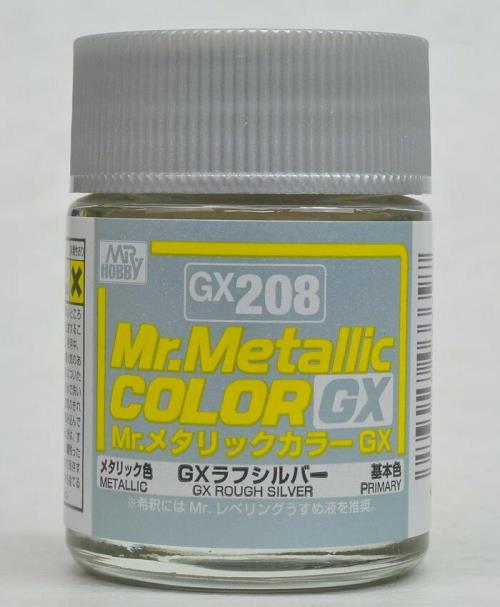 MR
HOBBY
GX208
Mr.Metallic
COLOR GX
Mr.メタリックカラー GX
メタリック色 GXラフシルバー 基本色
METALLIC GX ROUGH SILVER PRIMARY
※希釈には Mr. レベリングうすめ液を推奨。